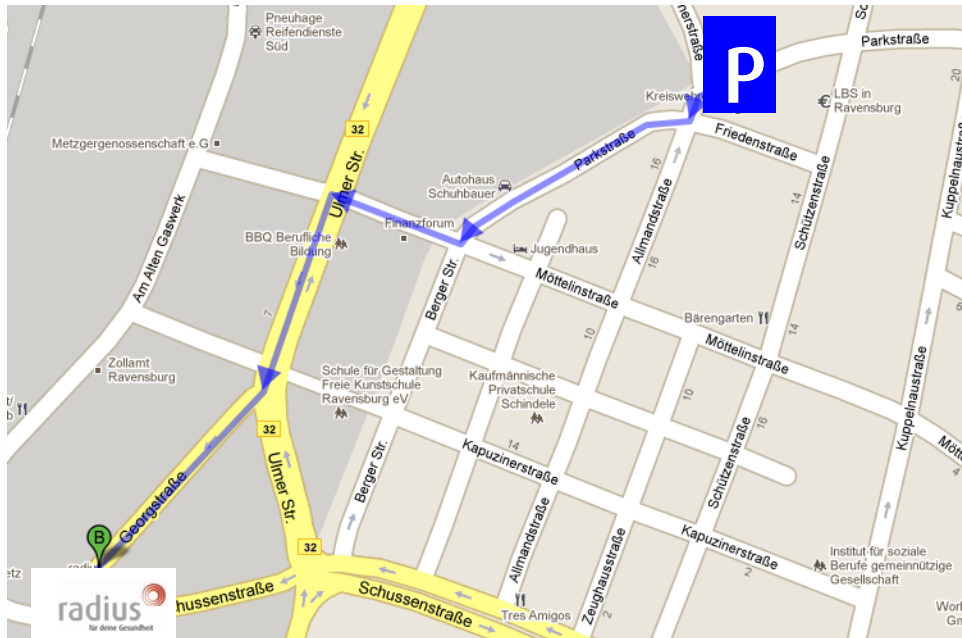 Pneuhage
Reifendienste
Süd
Parkstraße
P
20
Kreiswehr
LBS in
Ravensburg
32
Friedenstraße
Metzgergenossenschaft e.G
Parkstraße
16
Ulmer Str.
Autohaus
Schuhbauer
14
Schützenstraße
Kuppelnaustraße
Am Alten Gaswerk
Finanzforum
Allmandstraße
BBQ Berufliche
Bildung
Jugendhaus
16
Berger Str.
Möttelinstraße
6
7
Bärengarten
10
14
Möttelinstraße
Zollamt
Ravensburg
Schule für Gestaltung
Freie Kunstschule
Ravensburg eV
Kaufmännische
Privatschule
Schindele
10
Kuppelnaustraße
32
16
14
Ulmer Str.
Berger Str.
Kapuzinerstraße
Schützenstraße
4
Georgstraße
B
Allmandstraße
Kapuzinerstraße
32
2
2
Institut für soziale
Berufe gemeinnützige
Gesellschaft
Zeughausstraße
radius
für deine Gesundheit
Schussenstraße
Tres Amigos